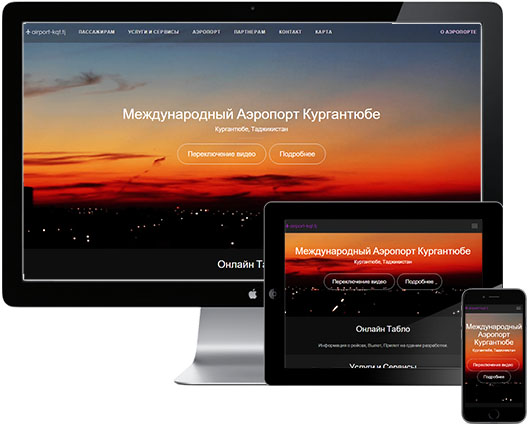 airport-kqt.tj ПАССАЖИРАМ УСЛУГИ И СЕРВИСЫ АЭРОПОРТ ПАРТНЕРАМ КОНТАКТ КАРТА О АЭРОПОРТЕ
Международный Аэропорт Кургантюбе
Кургантюбе, Таджикистан
Переключение видео Подробнее
Онлайн Табло
airport-kqt.tj
Международный Аэропорт Кургантюбе
Кургантюбе, Таджикистан
Переключение видео Подробнее
Онлайн Табло
Информация о рейсах, Вылет, Прилет на стадии разработке.
Услуги и Сервисы
Международный
Аэропорт
Кургантюбе
Кургантюбе, Таджикистан
Переключение видео
Подробнее